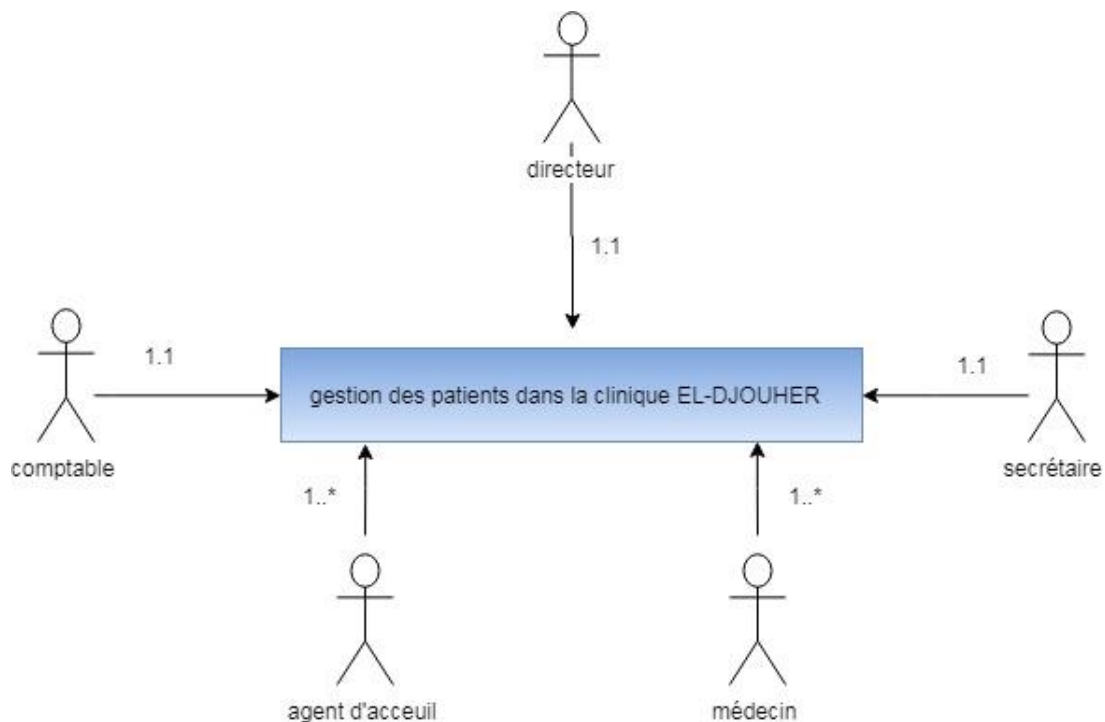 directeur
1.1
1.1
1.1
gestion des patients dans la clinique EL-DJOUHER
comptable
secrétaire
1..*
1..*
agent d'acceuil
médecin